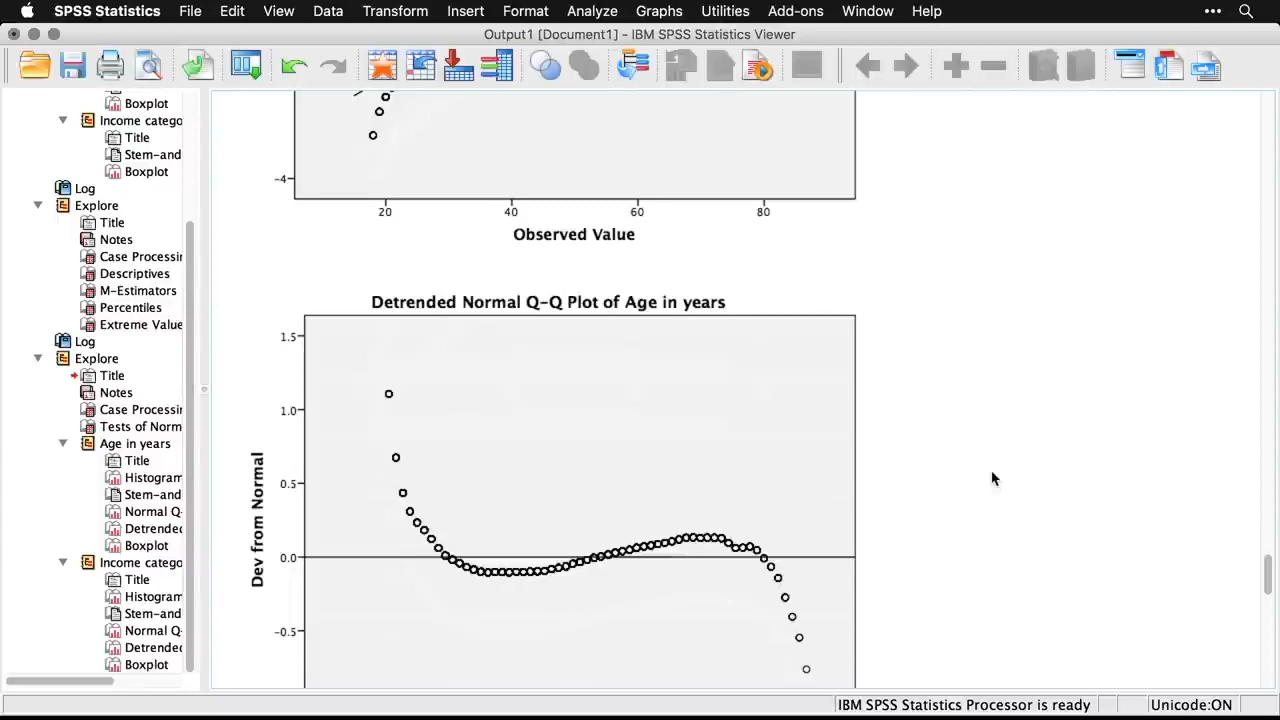 SPSS Statistics File Edit View Data Transform Insert Format Analyze Graphs Utilities Add-ons Window Help
Output1 [Document1] - IBM SPSS Statistics Viewer
Boxplot
Income catego
Title
Stem-and
Boxplot
Log
Explore
Title
Notes
Case Processin
Descriptives
M-Estimators
Percentiles
Extreme Value
Log
Explore
Title
Notes
Case Processin
Tests of Norm
Age in years
Title
Histogram
Stem-and
Normal Q-
Detrended
Boxplot
Income catego
Title
Histogram
Stem-and
Normal Q-
Detrended
Boxplot
-4
20 40 60 80
Observed Value
Detrended Normal Q-Q Plot of Age in years
1.5
1.0
0.5
0.0
-0.5
Dev from Normal
IBM SPSS Statistics Processor is ready Unicode:ON